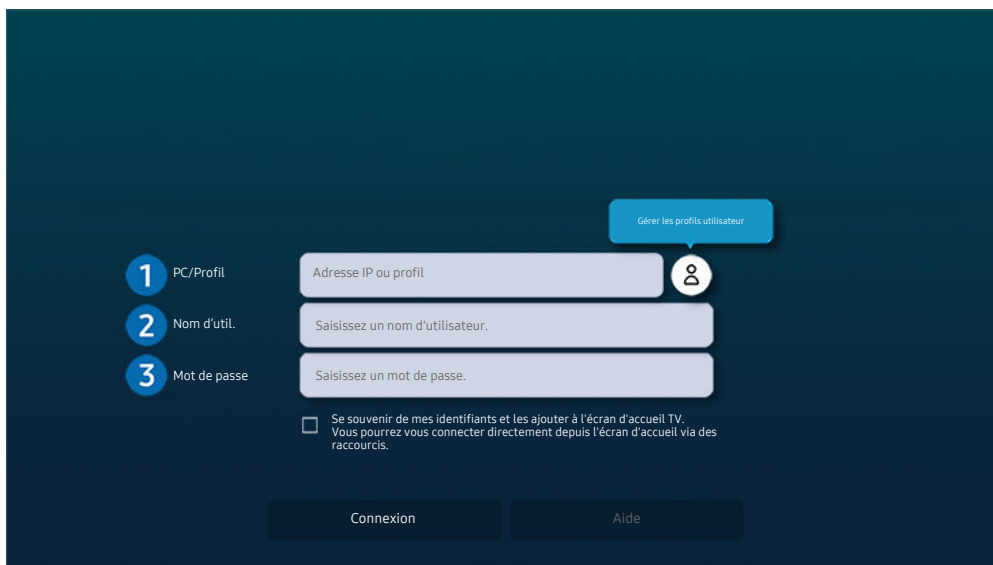 Gérer les profils utilisateur
1 PC/Profil Adresse IP ou profil
2 Nom d'util. Saisissez un nom d'utilisateur.
3 Mot de passe Saisissez un mot de passe.
Se souvenir de mes identifiants et les ajouter à l'écran d'accueil TV.
Vous pourrez vous connecter directement depuis l'écran d'accueil via des
raccourcis.
Connexion Aide